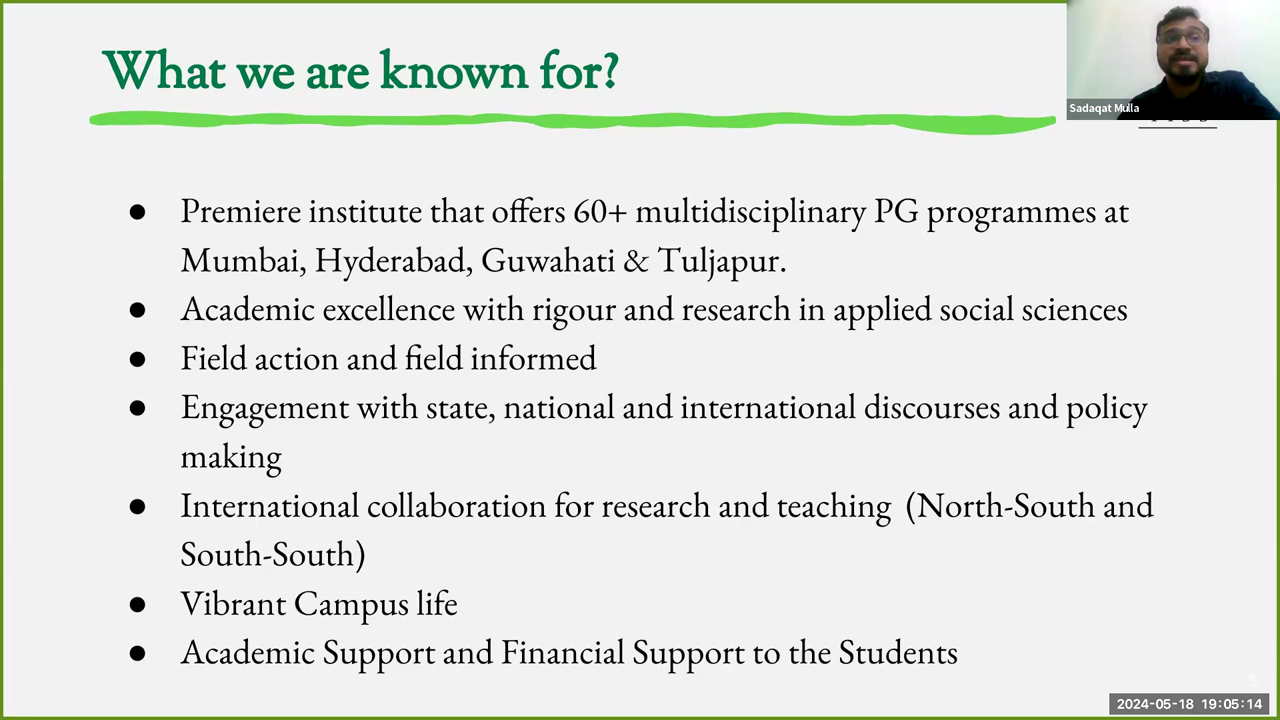 What we are known for?
Sadaqat Mulla
● Premiere institute that offers 60+ multidisciplinary PG programmes at
Mumbai, Hyderabad, Guwahati & Tuljapur.
● Academic excellence with rigour and research in applied social sciences
● Field action and field informed
● Engagement with state, national and international discourses and policy
making
● International collaboration for research and teaching (North-South and
South-South)
● Vibrant Campus life
● Academic Support and Financial Support to the Students
5
2024-05-18 19:05:14